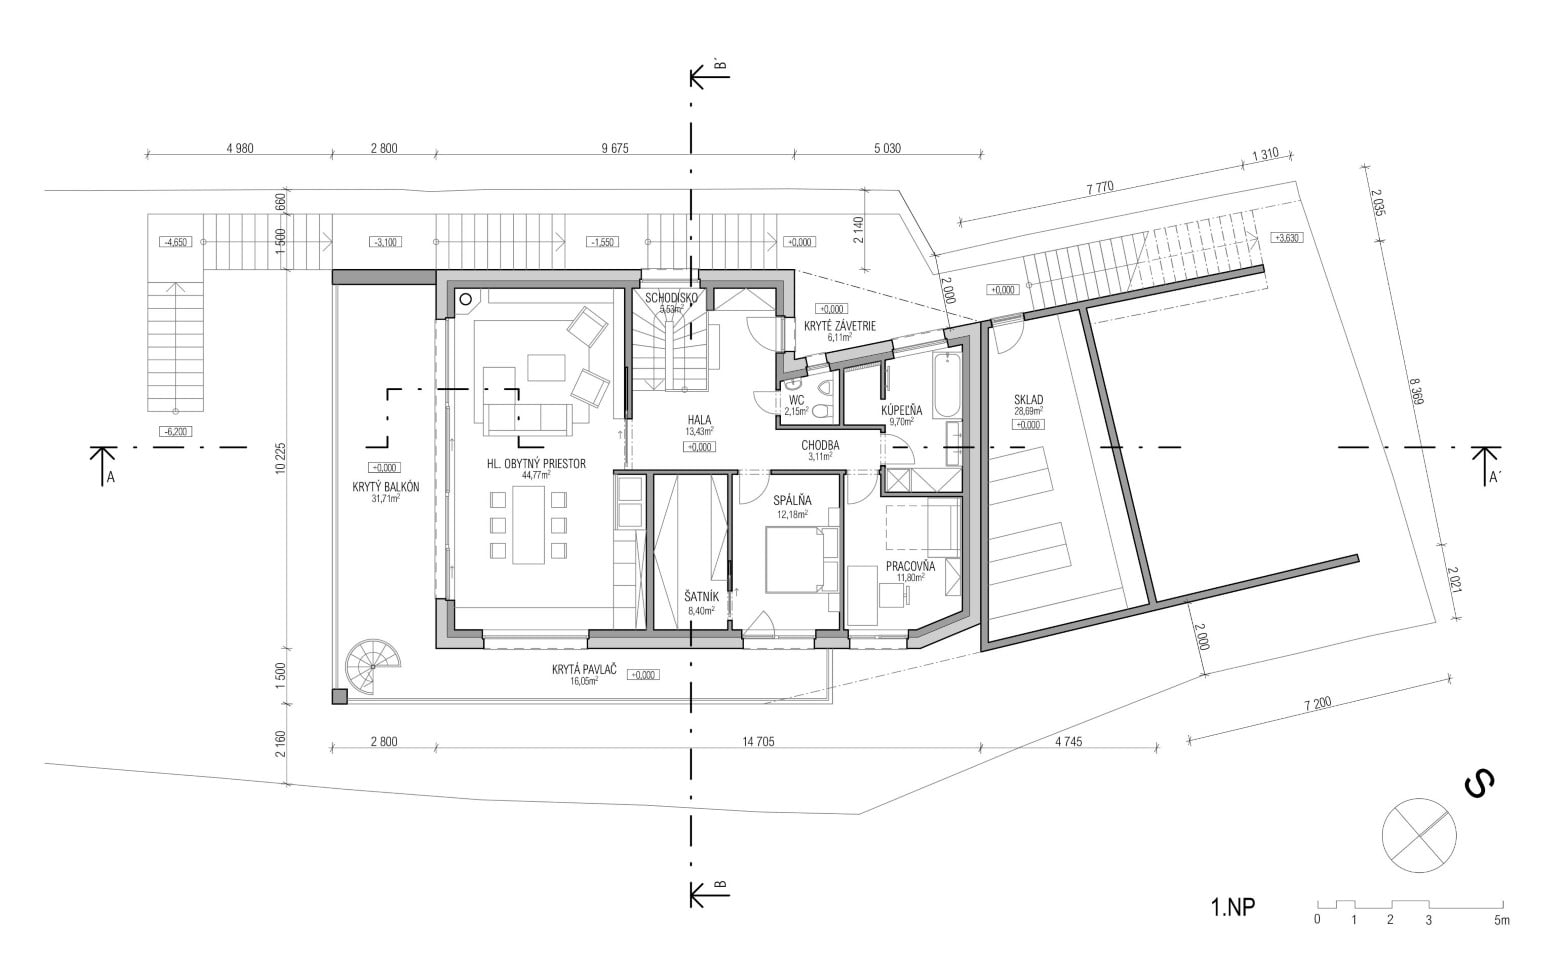 B´
4 980
2 800
9 675
5 030
1 310
7 770
2 035
660
1 500
2 140
-4,650
-3,100
-1,550
+0,000
+3,630
2 000
+0,000
SCHODISKO
5,53m²
+0,000
KRYTÉ ZÁVETRIE
6,11m²
8 369
WC
2,15m²
KÚPEĽŇA
9,70m²
SKLAD
28,69m²
+0,000
HALA
13,43m²
+0,000
CHODBA
3,11m²
-6,200
A
A´
10 225
+0,000
KRYTÝ BALKÓN
31,71m²
HL. OBYTNÝ PRIESTOR
44,77m²
SPÁLŇA
12,18m²
PRACOVŇA
11,80m²
ŠATNÍK
8,40m²
2 021
2 000
1 500
KRYTÁ PAVLAČ
16,05m²
+0,000
7 200
2 160
2 800
14 705
4 745
S
B
1.NP
0
1
2
3
5m